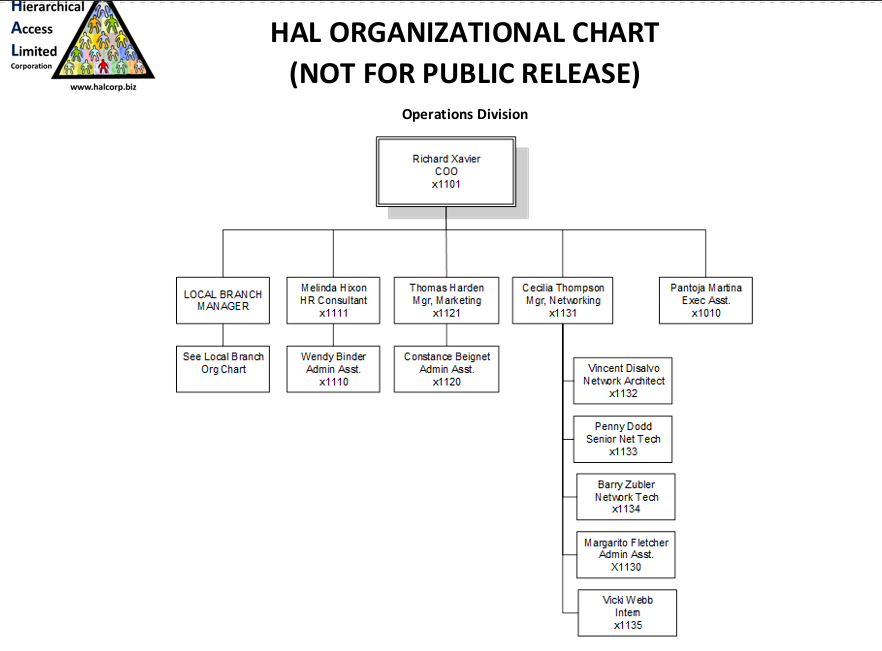 Hierarchical
Access
Limited
Corporation
www.halcorp.biz
HAL ORGANIZATIONAL CHART
(NOT FOR PUBLIC RELEASE)
Operations Division
Richard Xavier
COO
x1101
LOCAL BRANCH
MANAGER
See Local Branch
Org Chart
Melinda Hixon
HR Consultant
x1111
Wendy Binder
Admin Asst.
x1110
Thomas Harden
Mgr, Marketing
x1121
Constance Beignet
Admin Asst.
x1120
Cecilia Thompson
Mgr, Networking
x1131
Vincent Disalvo
Network Architect
x1132
Penny Dodd
Senior Net Tech
x1133
Barry Zubler
Network Tech
x1134
Margarito Fletcher
Admin Asst.
X1130
Vicki Webb
Intern
x1135
Pantoja Martina
Exec Asst.
x1010